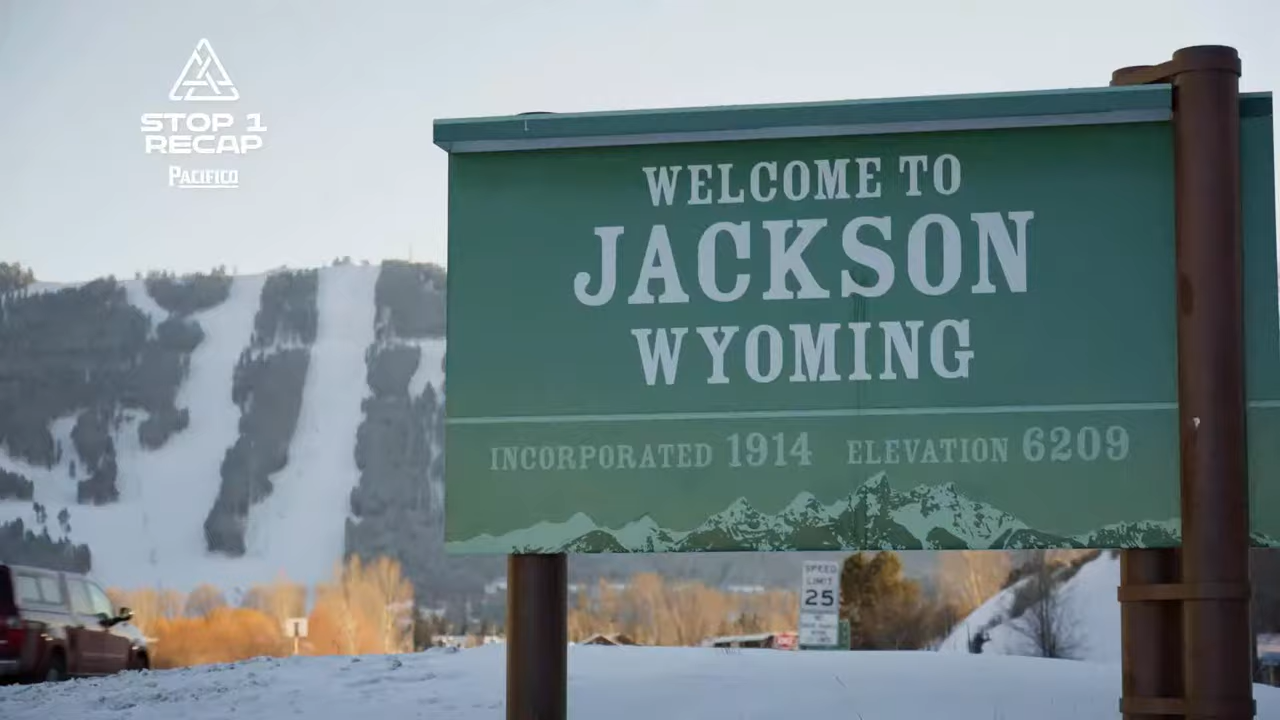 STOP 1
RECAP
PACIFICO
WELCOME TO
JACKSON
WYOMING
INCORPORATED 1914 ELEVATION 6209
SPEED
LIMIT
25